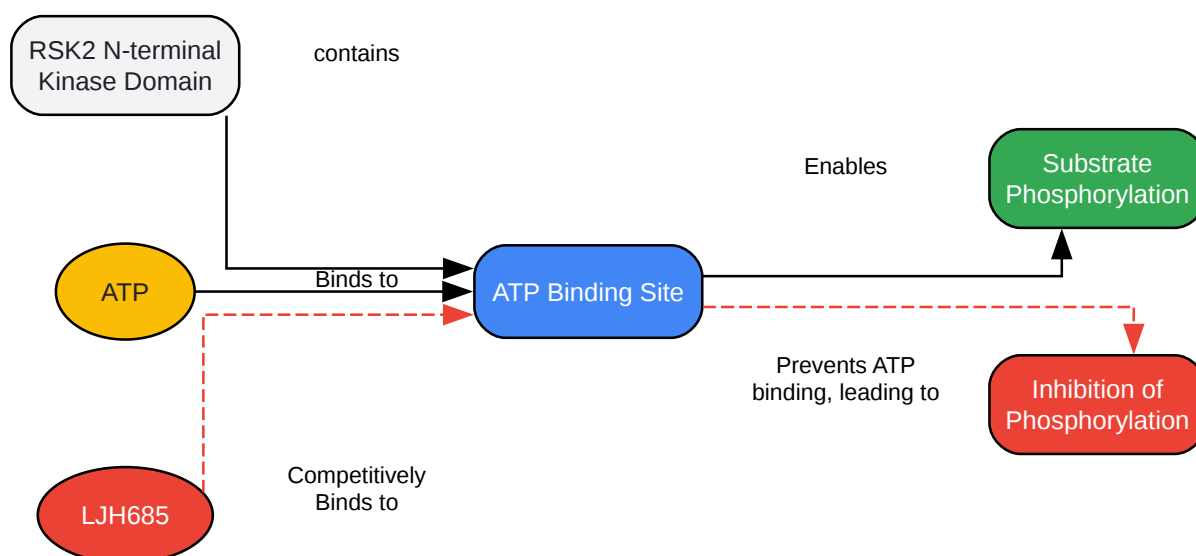 RSK2 N-terminal
Kinase Domain
contains
Enables
Substrate
Phosphorylation
ATP
Binds to
ATP Binding Site
Prevents ATP
binding, leading to
Inhibition of
Phosphorylation
Competitively
Binds to
LJH685